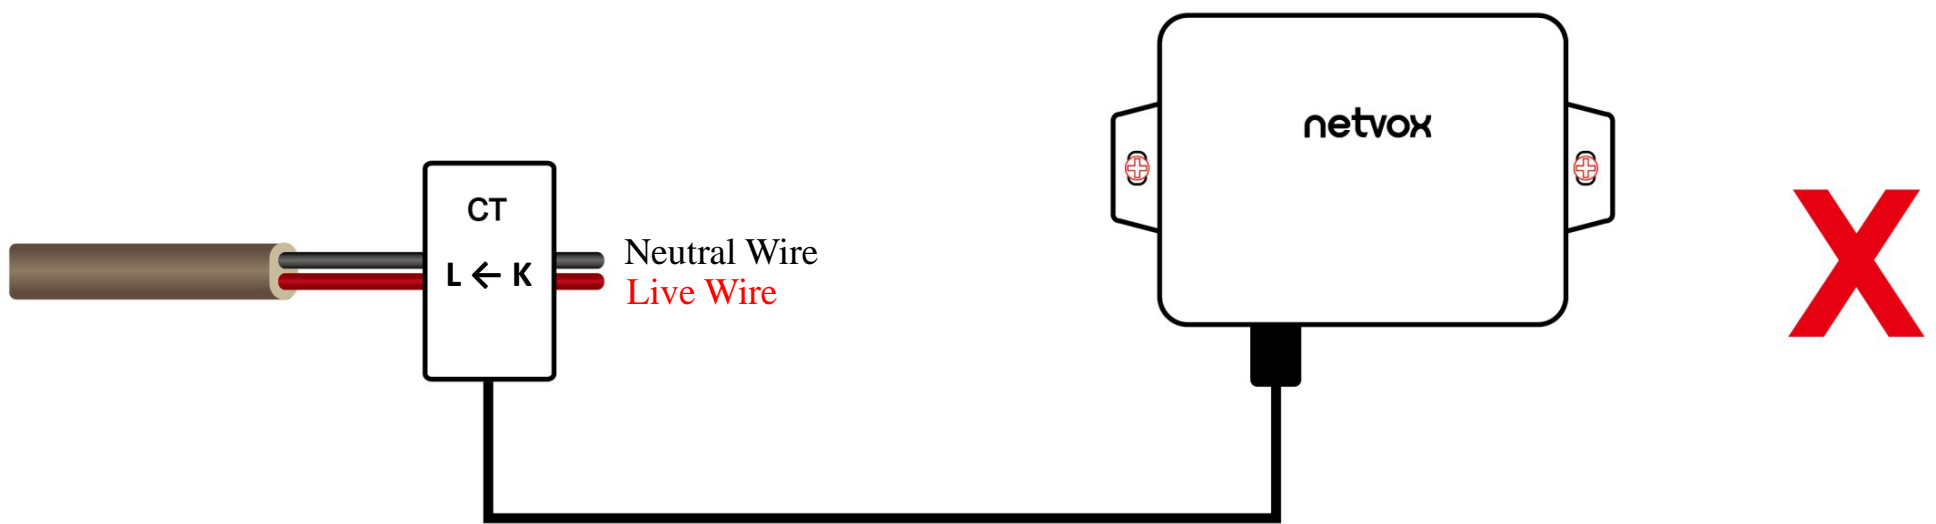 netvox
CT
L ← K
Neutral Wire
Live Wire
X